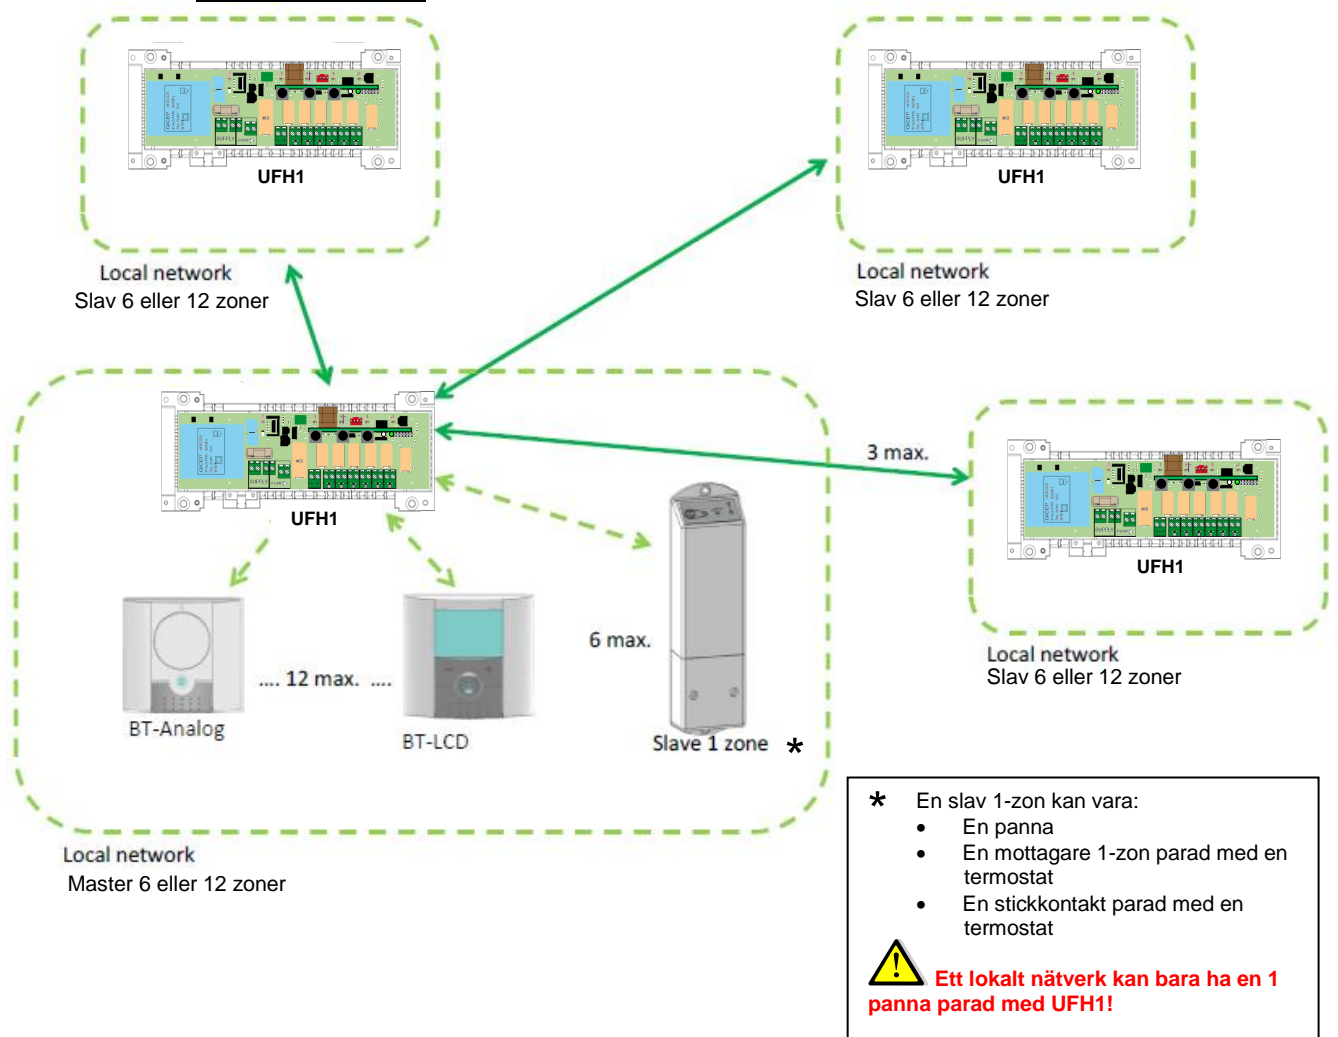 UFH1
UFH1
Local network
Slav 6 eller 12 zoner
Local network
Slav 6 eller 12 zoner
SUPPLY
SUPPLY
UFH1
SUPPLY
3 max.
UFH1
SUPPLY
6 max.
.... 12 max. ....
BT-Analog
BT-LCD
Slave 1 zone *
Local network
Slav 6 eller 12 zoner
Local network
Master 6 eller 12 zoner
* En slav 1-zon kan vara:
• En panna
• En mottagare 1-zon parad med en
termostat
• En stickkontakt parad med en
termostat
! Ett lokalt nätverk kan bara ha en 1
panna parad med UFH1!